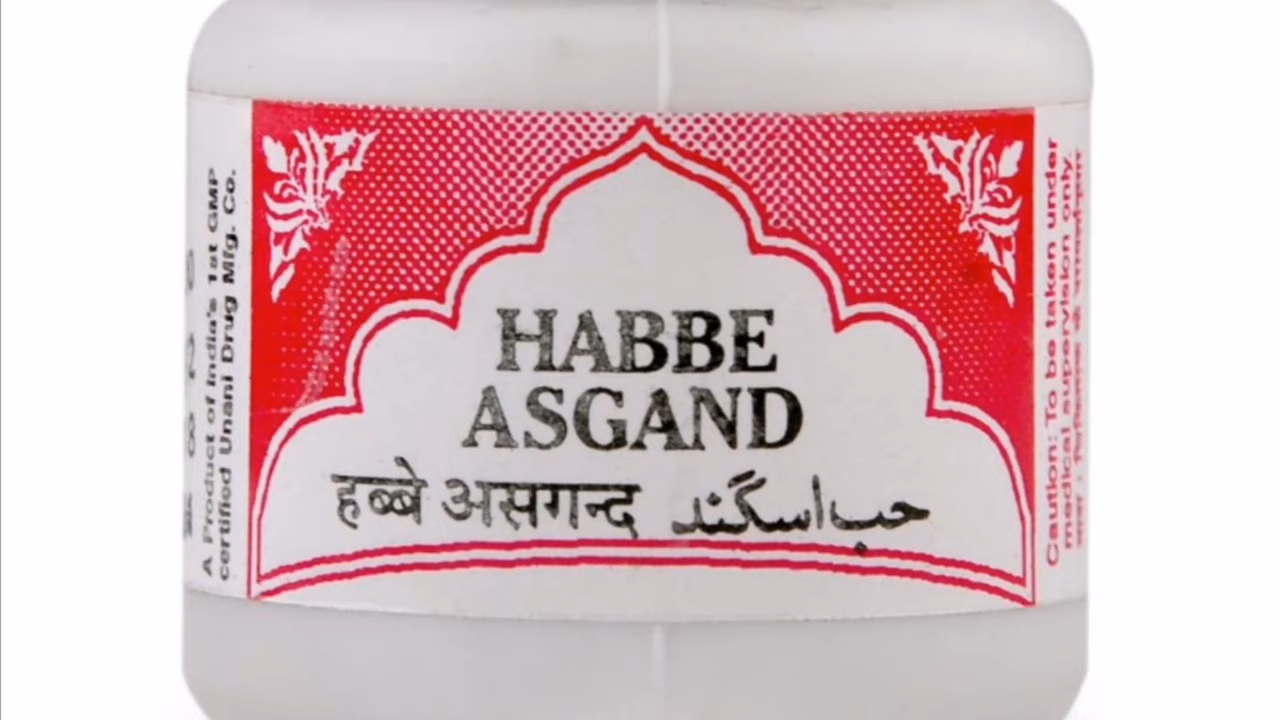 HABBE
ASGAND
हब्बे असगन्द حب اسگند
A Product of India's 1st GMP
certified Unani Drug Mfg. Co.
Caution: To be taken under
medical supervision only.